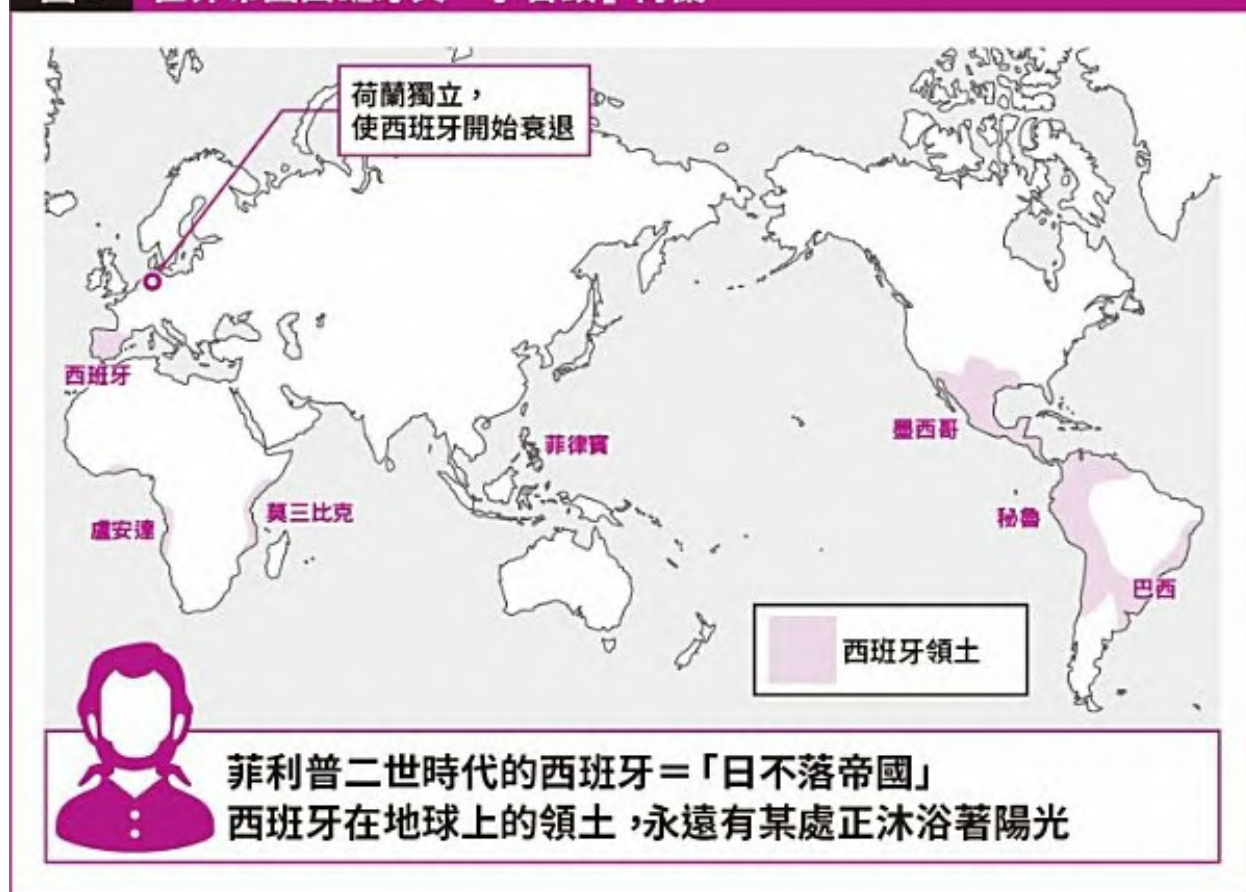 荷蘭獨立，
使西班牙開始衰退
西班牙
菲律賓
墨西哥
盧安達
莫三比克
秘魯
巴西
西班牙領土
菲利普二世時代的西班牙＝「日不落帝國」
西班牙在地球上的領土，永遠有某處正沐浴著陽光